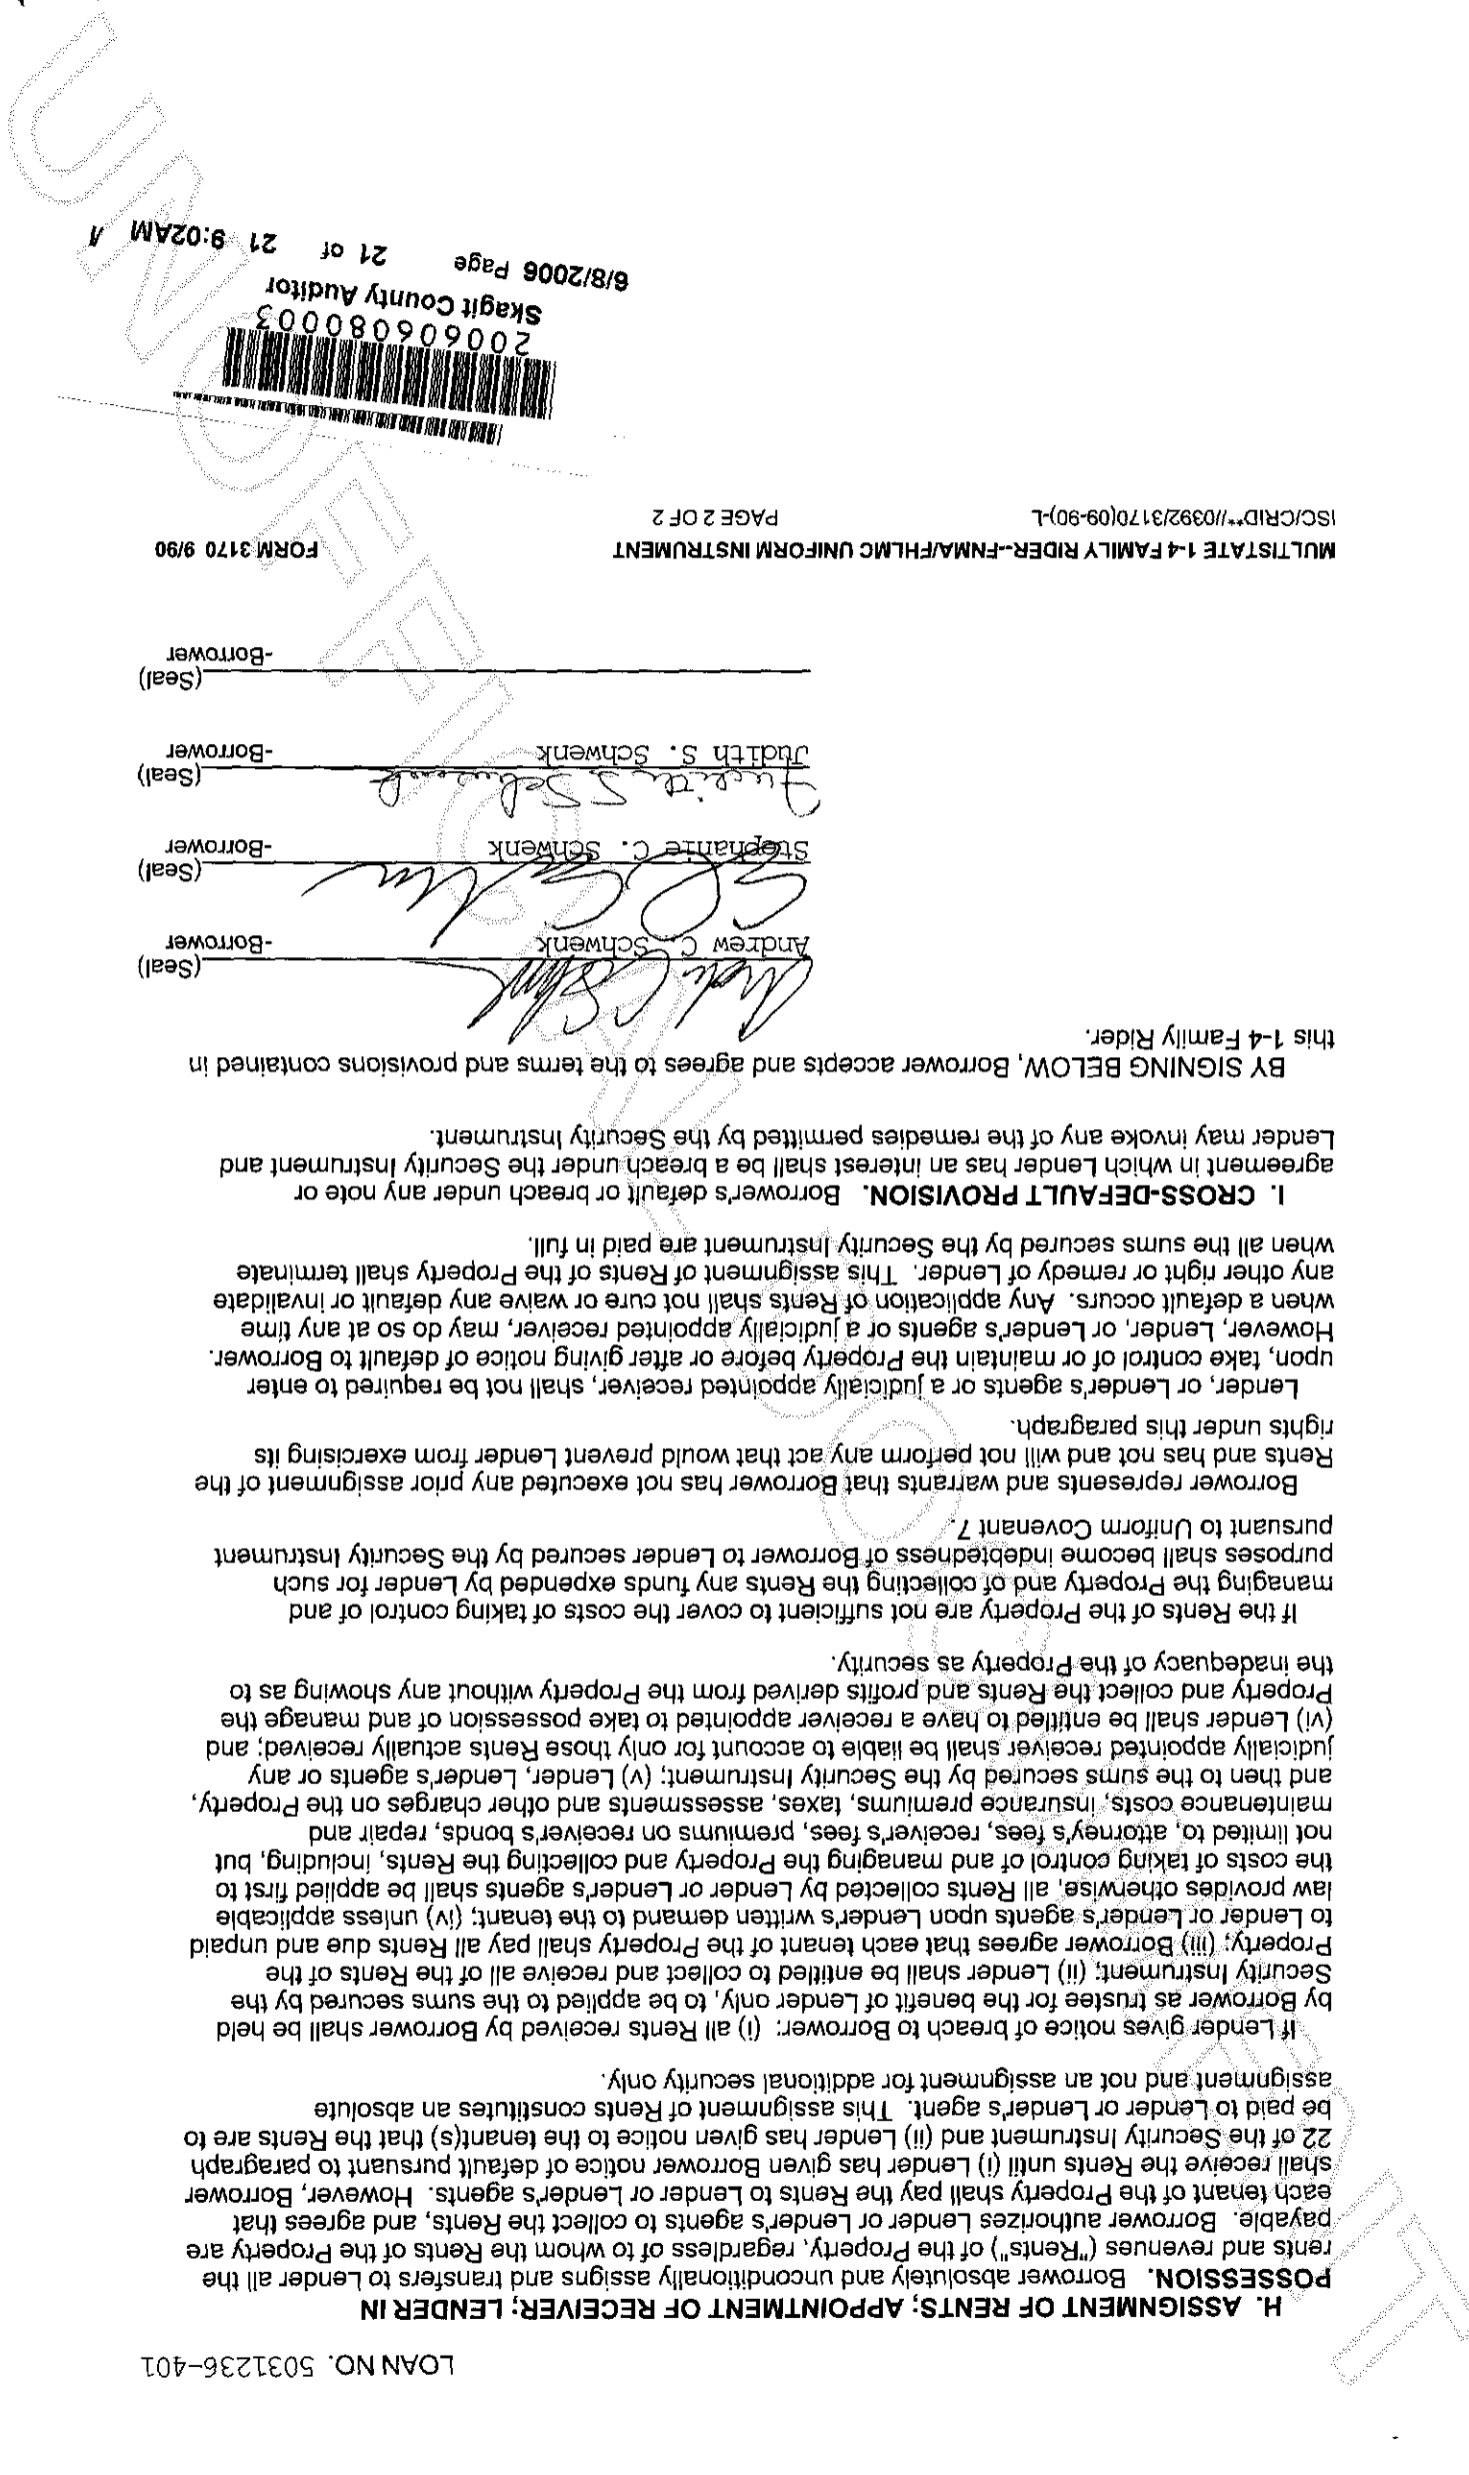 LOAN NO. 5031236-401
H. ASSIGNMENT OF RENTS; APPOINTMENT OF RECEIVER; LENDER IN
POSSESSION. Borrower absolutely and unconditionally assigns and transfers to Lender all the
rents and revenues ("Rents") of the Property, regardless of to whom the Rents of the Property are
payable. Borrower authorizes Lender or Lender's agents to collect the Rents, and agrees that
each tenant of the Property shall pay the Rents to Lender or Lender's agents. However, Borrower
shall receive the Rents until (i) Lender has given Borrower notice of default pursuant to paragraph
22 of the Security Instrument and (ii) Lender has given notice to the tenant(s) that the Rents are to
be paid to Lender or Lender's agent. This assignment of Rents constitutes an absolute
assignment and not an assignment for additional security only.
If Lender gives notice of breach to Borrower: (i) all Rents received by Borrower shall be held
by Borrower as trustee for the benefit of Lender only, to be applied to the sums secured by the
Security Instrument; (ii) Lender shall be entitled to collect and receive all of the Rents of the
Property; (iii) Borrower agrees that each tenant of the Property shall pay all Rents due and unpaid
to Lender or Lender's agents upon Lender's written demand to the tenant; (iv) unless applicable
law provides otherwise, all Rents collected by Lender or Lender's agents shall be applied first to
the costs of taking control of and managing the Property and collecting the Rents, including, but
not limited to, attorney's fees, receiver's fees, premiums on receiver's bonds, repair and
maintenance costs, insurance premiums, taxes, assessments and other charges on the Property,
and then to the sums secured by the Security Instrument; (v) Lender, Lender's agents or any
judicially appointed receiver shall be liable to account for only those Rents actually received; and
(vi) Lender shall be entitled to have a receiver appointed to take possession of and manage the
Property and collect the Rents and profits derived from the Property without any showing as to
the inadequacy of the Property as security.
If the Rents of the Property are not sufficient to cover the costs of taking control of and
managing the Property and of collecting the Rents any funds expended by Lender for such
purposes shall become indebtedness of Borrower to Lender secured by the Security Instrument
pursuant to Uniform Covenant 7.
Borrower represents and warrants that Borrower has not executed any prior assignment of the
Rents and has not and will not perform any act that would prevent Lender from exercising its
rights under this paragraph.
Lender, or Lender's agents or a judicially appointed receiver, shall not be required to enter
upon, take control of or maintain the Property before or after giving notice of default to Borrower.
However, Lender, or Lender's agents or a judicially appointed receiver, may do so at any time
when a default occurs. Any application of Rents shall not cure or waive any default or invalidate
any other right or remedy of Lender. This assignment of Rents of the Property shall terminate
when all the sums secured by the Security Instrument are paid in full.
I. CROSS-DEFAULT PROVISION. Borrower's default or breach under any note or
agreement in which Lender has an interest shall be a breach under the Security Instrument and
Lender may invoke any of the remedies permitted by the Security Instrument.
BY SIGNING BELOW, Borrower accepts and agrees to the terms and provisions contained in
this 1-4 Family Rider.
(Seal)
Andrew C. Schwenk -Borrower
(Seal)
Stephanie C. Schwenk -Borrower
Judith S Schwenk (Seal)
Judith S. Schwenk -Borrower
(Seal)
-Borrower
MULTISTATE 1-4 FAMILY RIDER--FNMA/FHLMC UNIFORM INSTRUMENT FORM 3170 9/90
ISC/CRID**//0392/3170(09-90)-L PAGE 2 OF 2
200606080003
Skagit County Auditor
6/8/2006 Page 21 of 21 9:02AM
UNOFFICIAL DOCUMENT